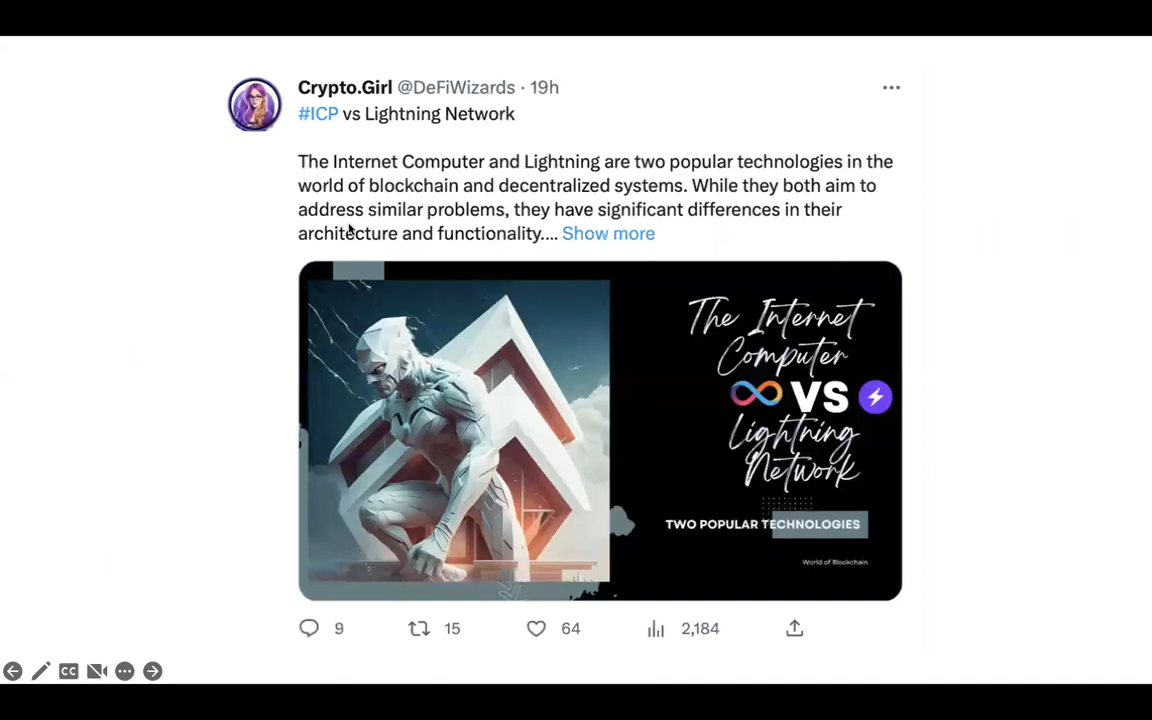 Crypto.Girl @DeFiWizards · 19h
#ICP vs Lightning Network
The Internet Computer and Lightning are two popular technologies in the
world of blockchain and decentralized systems. While they both aim to
address similar problems, they have significant differences in their
architecture and functionality.... Show more
The Internet
Computer
VS
Lightning
Network
TWO POPULAR TECHNOLOGIES
World of Blockchain
9 15 64 2,184
CC